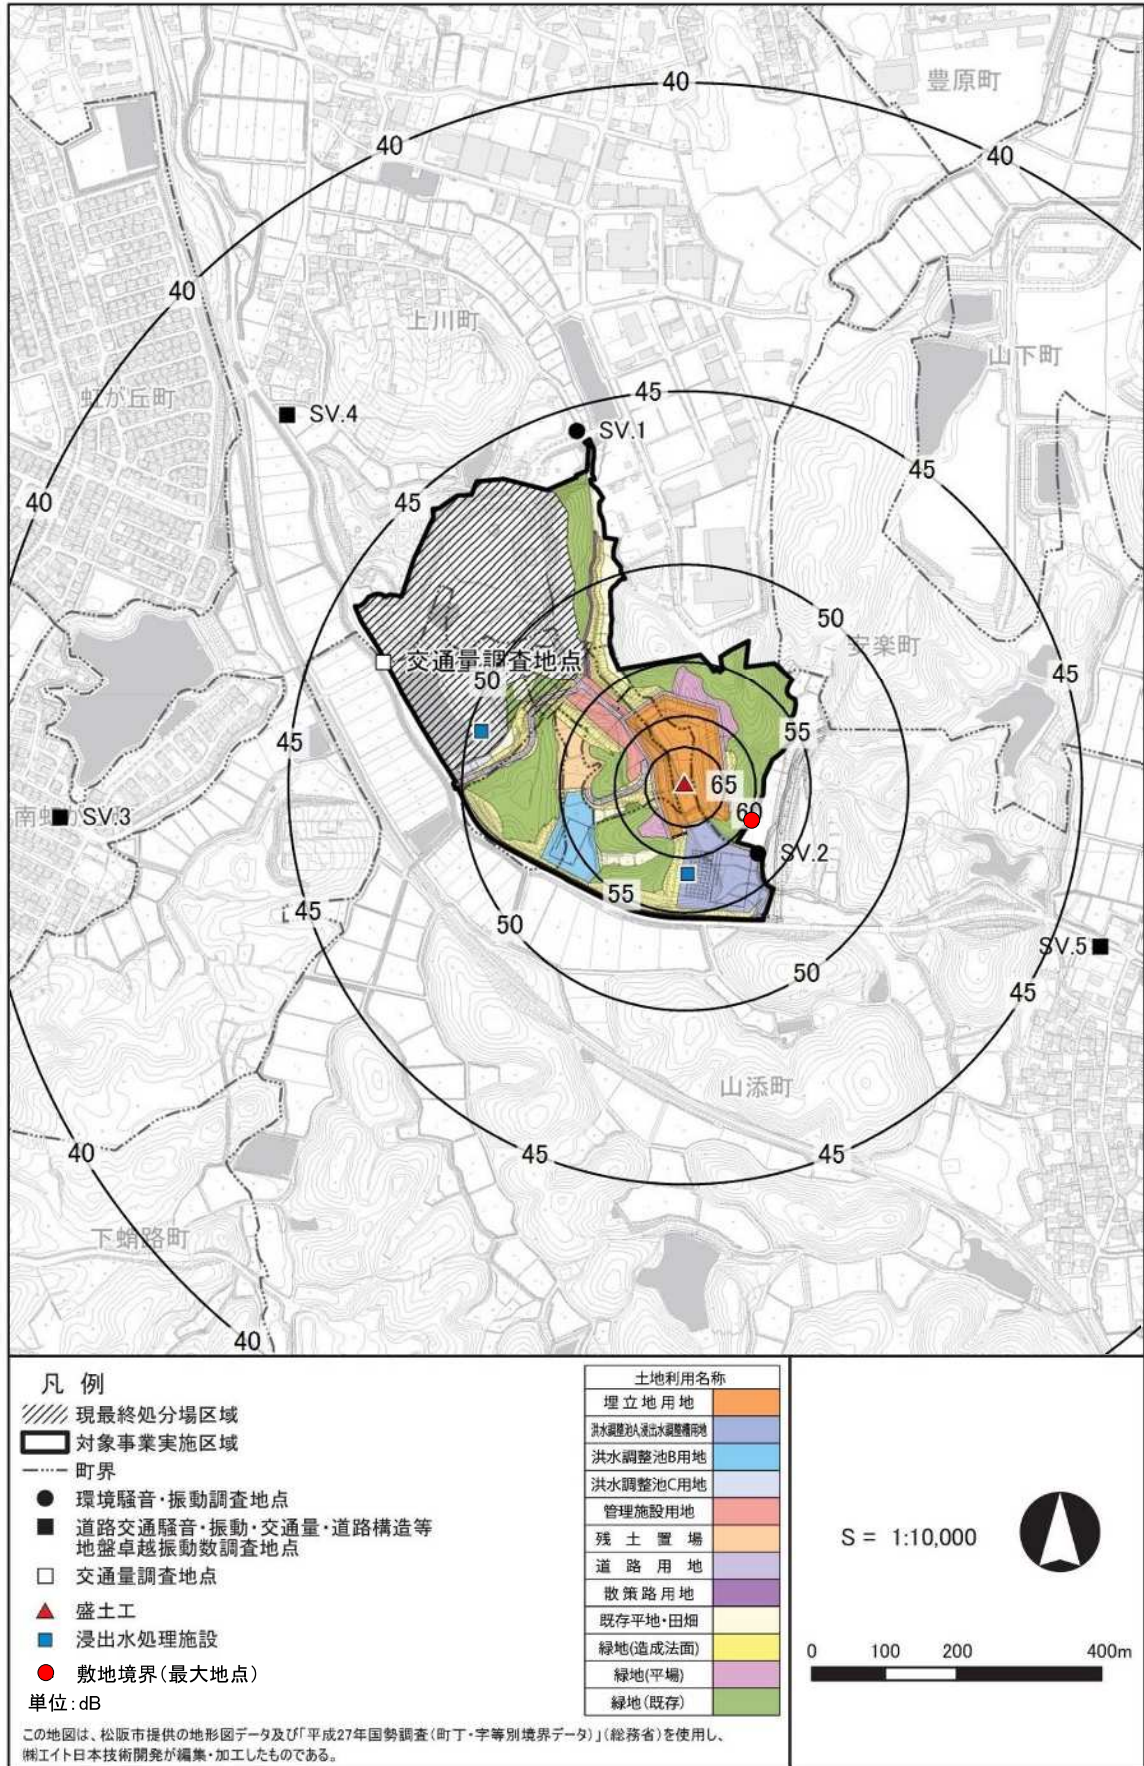 40
豊原町
40
40
40
上川町
山下町
虹が丘町
45
SV.4
SV.1
45
45
40
50
安楽町
交通量調査地点
50
45
55
45
65
60
南虹が
SV.3
SV.2
55
45
50
SV.5
50
45
山添町
45
45
40
下蛸路町
40
凡 例
現最終処分場区域
対象事業実施区域
町界
環境騒音・振動調査地点
道路交通騒音・振動・交通量・道路構造等
地盤卓越振動数調査地点
交通量調査地点
盛土工
浸出水処理施設
敷地境界(最大地点)
単位:dB
土地利用名称
埋立地用地
洪水調整池A,浸出水調整槽用地
洪水調整池B用地
洪水調整池C用地
管理施設用地
残土置場
道路用地
散策路用地
既存平地・田畑
緑地(造成法面)
緑地(平場)
緑地(既存)
S = 1:10,000
0 100 200 400m
この地図は、松阪市提供の地形図データ及び「平成27年国勢調査(町丁・字等別境界データ)」(総務省)を使用し、
㈱エイト日本技術開発が編集・加工したものである。